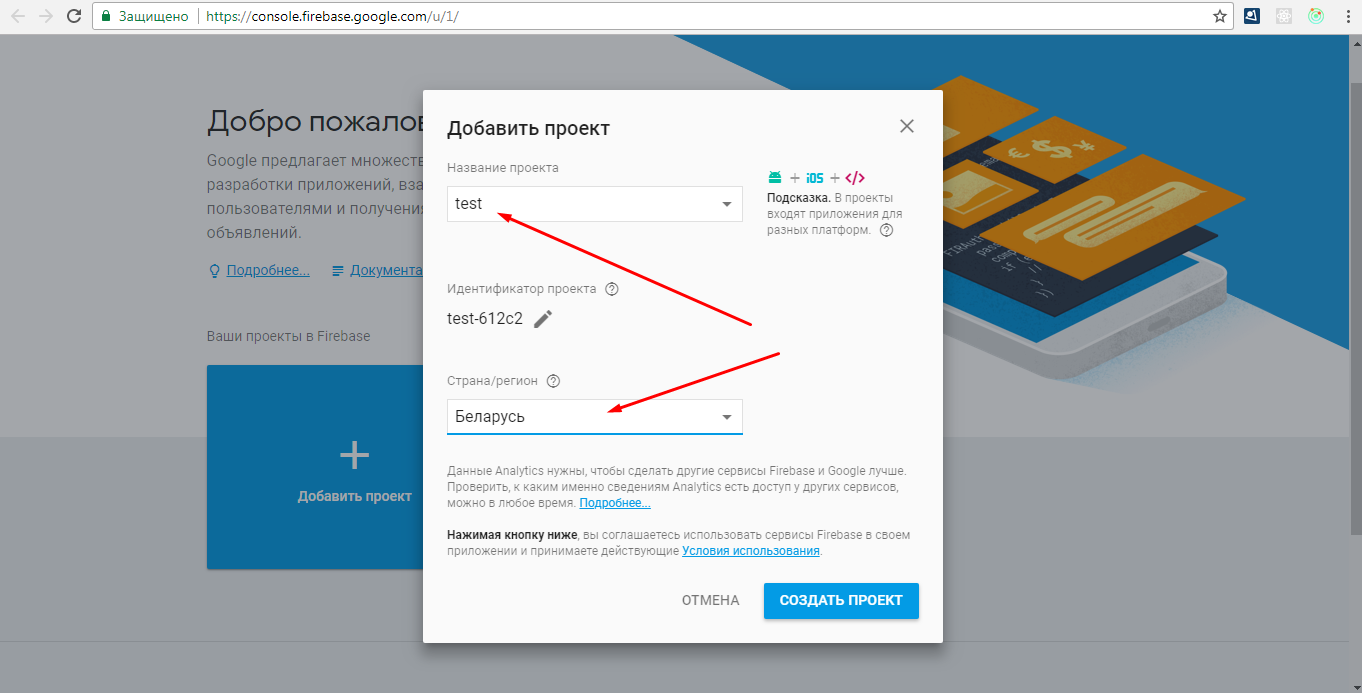 Защищено
https://console.firebase.google.com/u/1/
Добро пожалов
Google предлагает множеств
разработки приложений, вза
пользователями и получения
объявлений.
Подробнее... Документа
Ваши проекты в Firebase
Добавить проект
Добавить проект
Название проекта
test
+ iOS + </>
Подсказка. В проекты
входят приложения для
разных платформ.
Идентификатор проекта
test-612c2
Страна/регион
Беларусь
Данные Analytics нужны, чтобы сделать другие сервисы Firebase и Google лучше.
Проверить, к каким именно сведениям Analytics есть доступ у других сервисов,
можно в любое время. Подробнее...
Нажимая кнопку ниже, вы соглашаетесь использовать сервисы Firebase в своем
приложении и принимаете действующие Условия использования.
ОТМЕНА
СОЗДАТЬ ПРОЕКТ